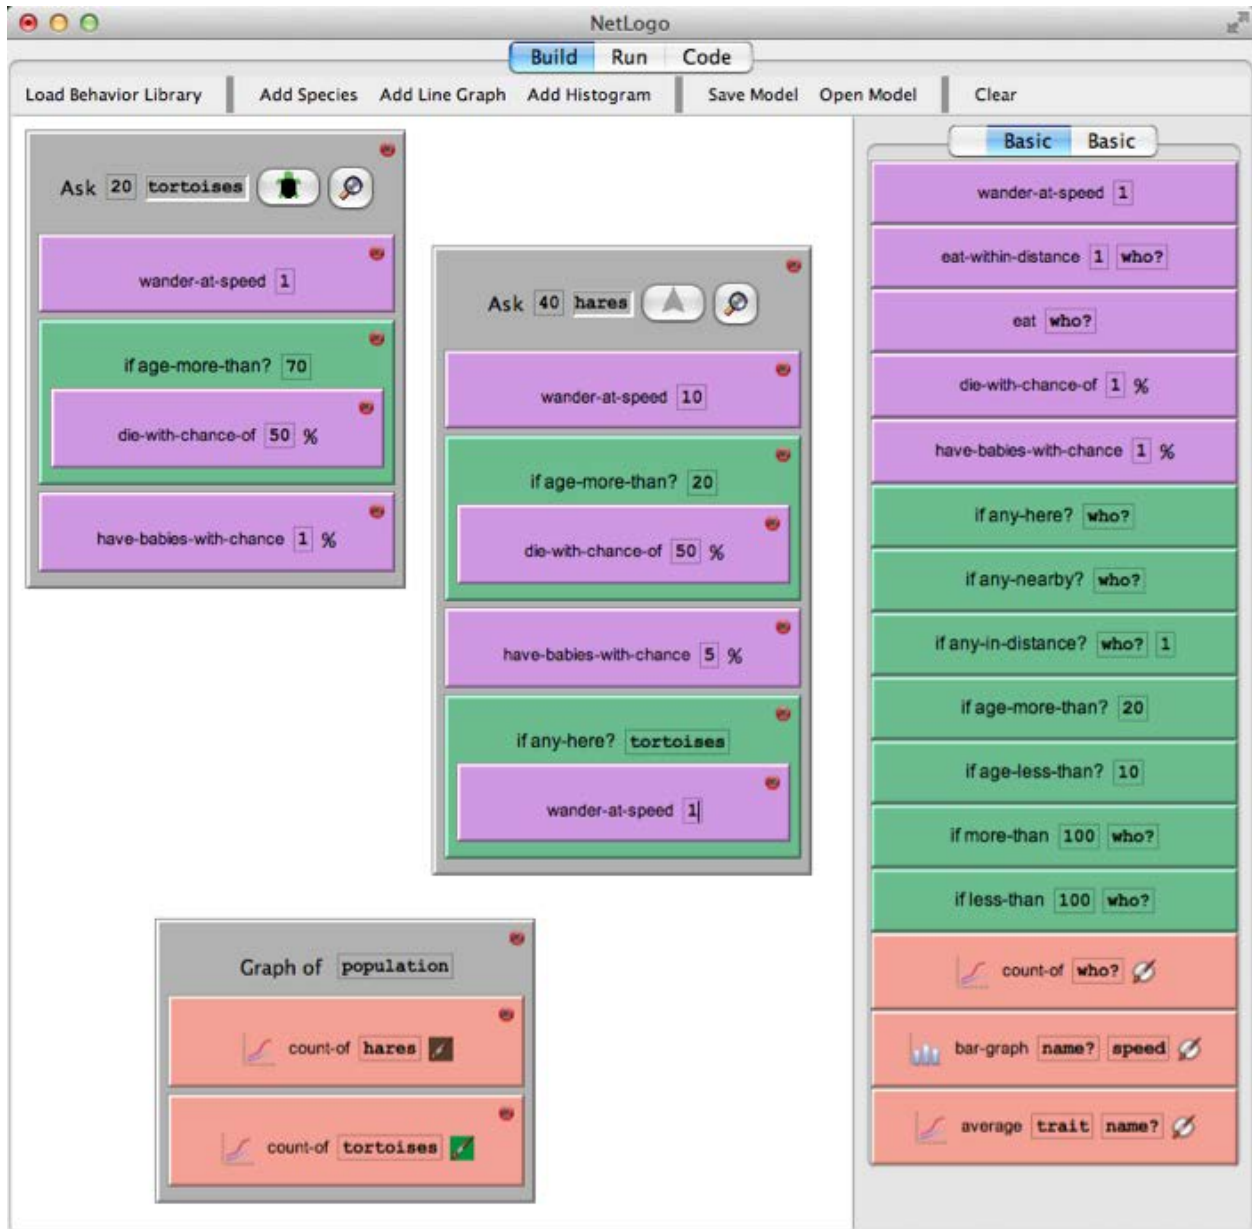 NetLogo
Build Run Code
Load Behavior Library Add Species Add Line Graph Add Histogram Save Model Open Model Clear
Ask 20 tortoises
wander-at-speed 1
if age-more-than? 70
die-with-chance-of 50 %
have-babies-with-chance 1 %
Ask 40 hares
wander-at-speed 10
if age-more-than? 20
die-with-chance-of 50 %
have-babies-with-chance 5 %
if any-here? tortoises
wander-at-speed 1
Graph of population
count-of hares
count-of tortoises
Basic Basic
wander-at-speed 1
eat-within-distance 1 who?
eat who?
die-with-chance-of 1 %
have-babies-with-chance 1 %
if any-here? who?
if any-nearby? who?
if any-in-distance? who? 1
if age-more-than? 20
if age-less-than? 10
if more-than 100 who?
if less-than 100 who?
count-of who?
bar-graph name? speed
average trait name?